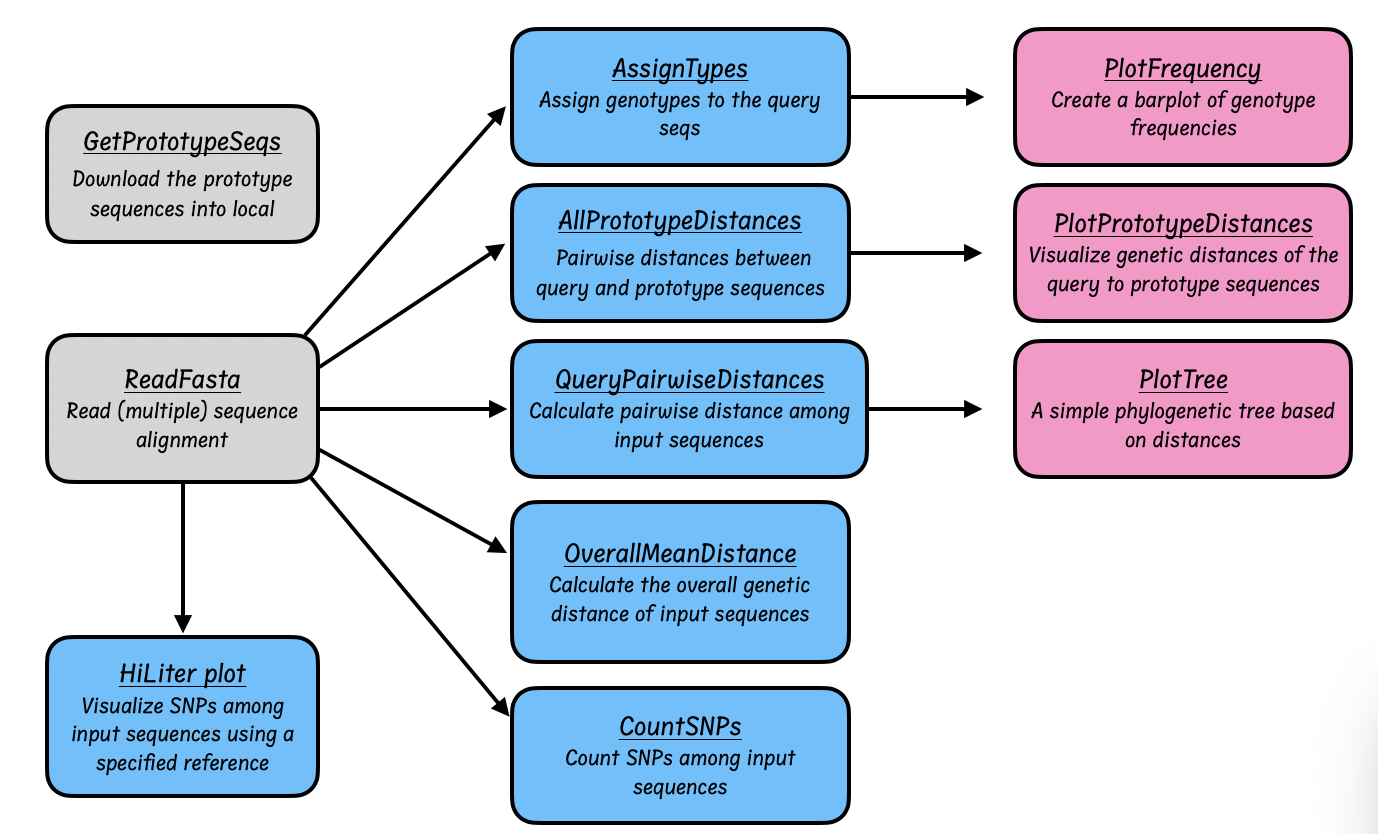 GetPrototypeSeqs
Download the prototype
sequences into local
ReadFasta
Read (multiple) sequence
alignment
HiLiter plot
Visualize SNPs among
input sequences using a
specified reference
AssignTypes
Assign genotypes to the query
seqs
AllPrototypeDistances
Pairwise distances between
query and prototype sequences
QueryPairwiseDistances
Calculate pairwise distance among
input sequences
OverallMeanDistance
Calculate the overall genetic
distance of input sequences
CountSNPs
Count SNPs among input
sequences
PlotFrequency
Create a barplot of genotype
frequencies
PlotPrototypeDistances
Visualize genetic distances of the
query to prototype sequences
PlotTree
A simple phylogenetic tree based
on distances